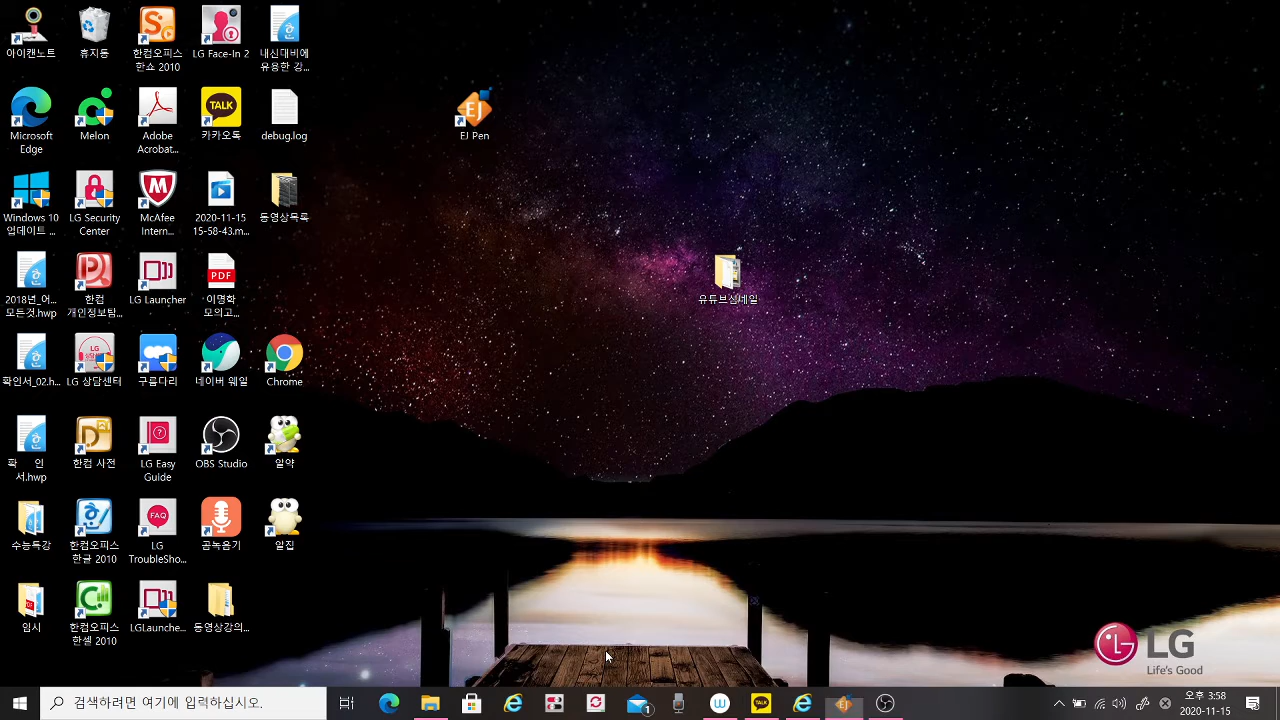 아이캔노트
휴지통
한컴오피스
한쇼 2010
LG Face-In 2
내신대비에
유용한 강...
Microsoft
Edge
Melon
Adobe
Acrobat...
TALK
카카오톡
debug.log
EJ
EJ Pen
Windows 10
업데이트 ...
LG Security
Center
McAfee
Intern...
2020-11-15
15-58-43.m...
동영상목록
2018년_어...
모든것.hwp
한컴
개인정보탐...
LG Launcher
PDF
이명학
모의고...
유튜브썸네일
확인서_02.h...
LG 상담센터
구름다리
네이버 웨일
Chrome
확 인
서.hwp
한컴 사전
LG Easy
Guide
OBS Studio
알약
수능특강
한컴오피스
한글 2010
FAQ
LG
TroubleSho...
곰녹음기
알집
임시
한컴오피스
한셀 2010
LGLaunche...
동영상강의...
LG
Life's Good
검색하려면 여기에 입력하십시오.
TALK
오후 3:58
2020-11-15